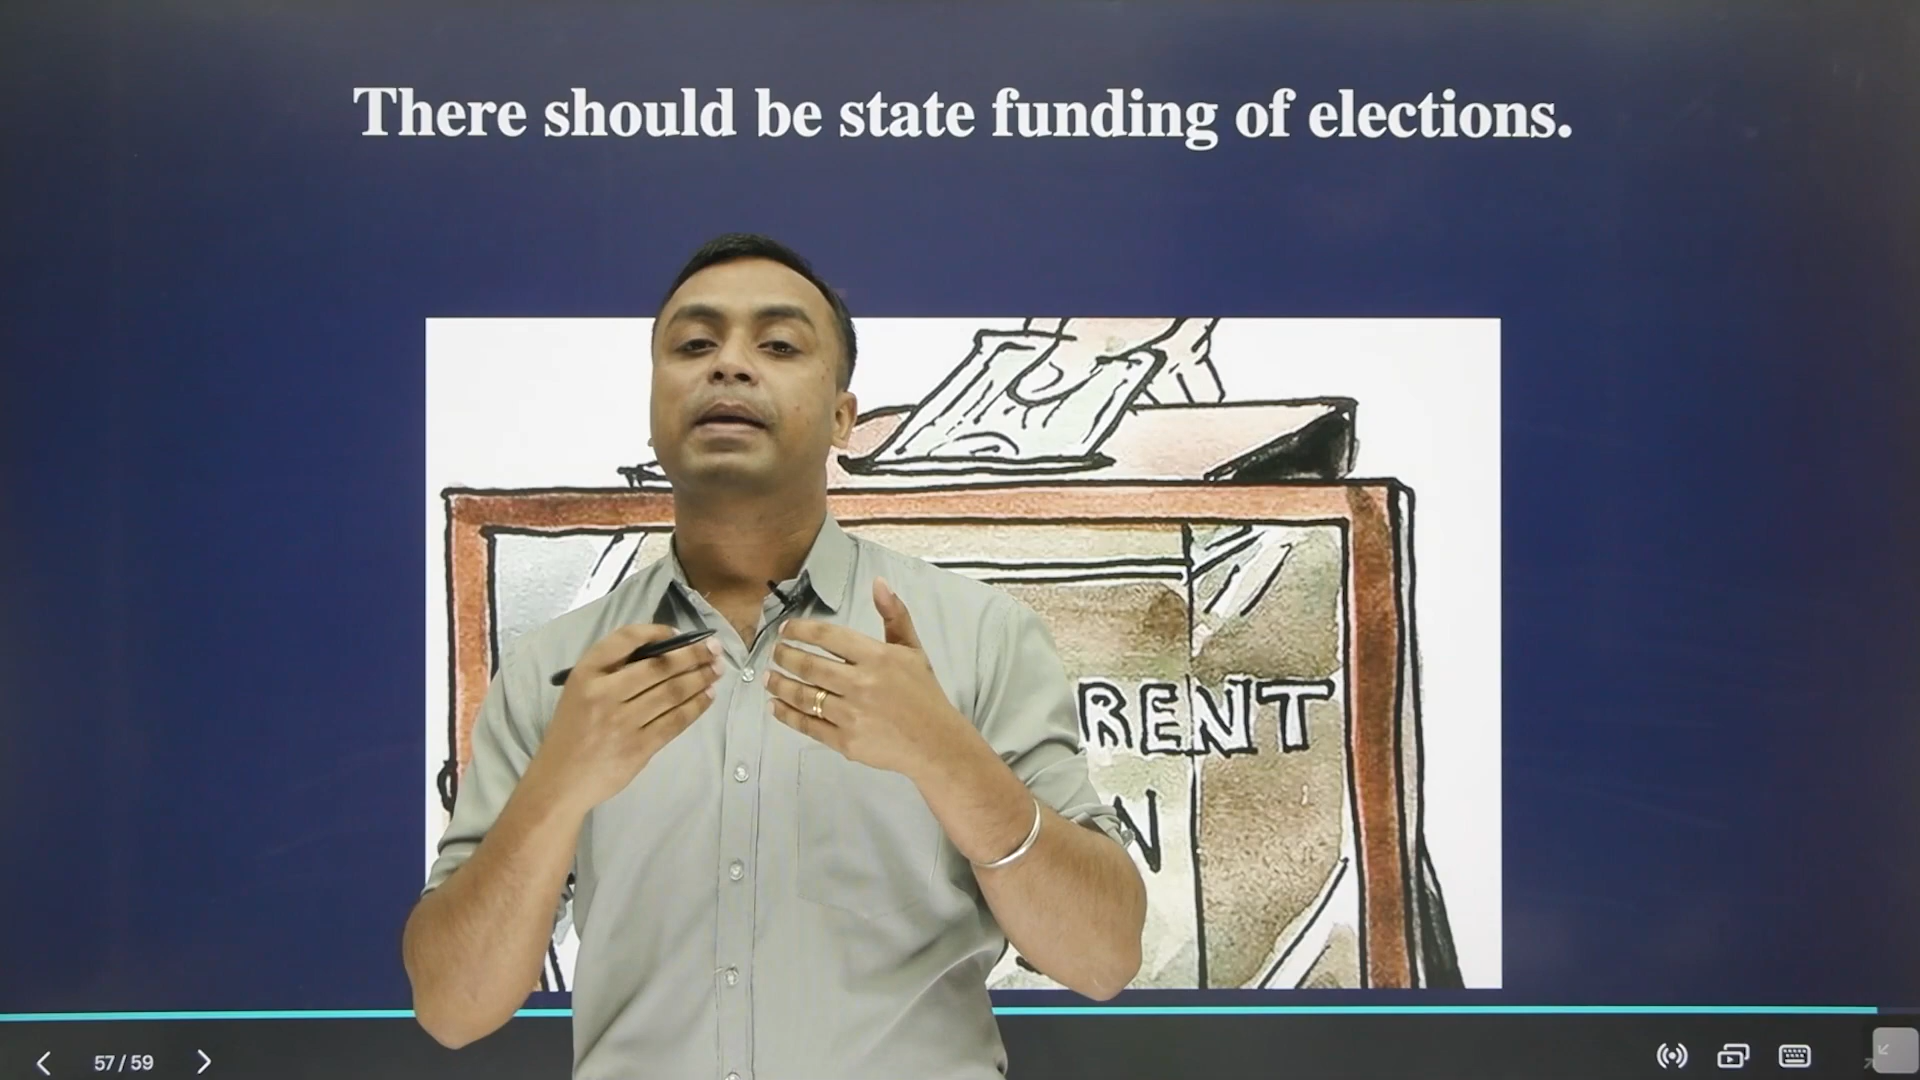 There should be state funding of elections.
RENT
N
57 / 59